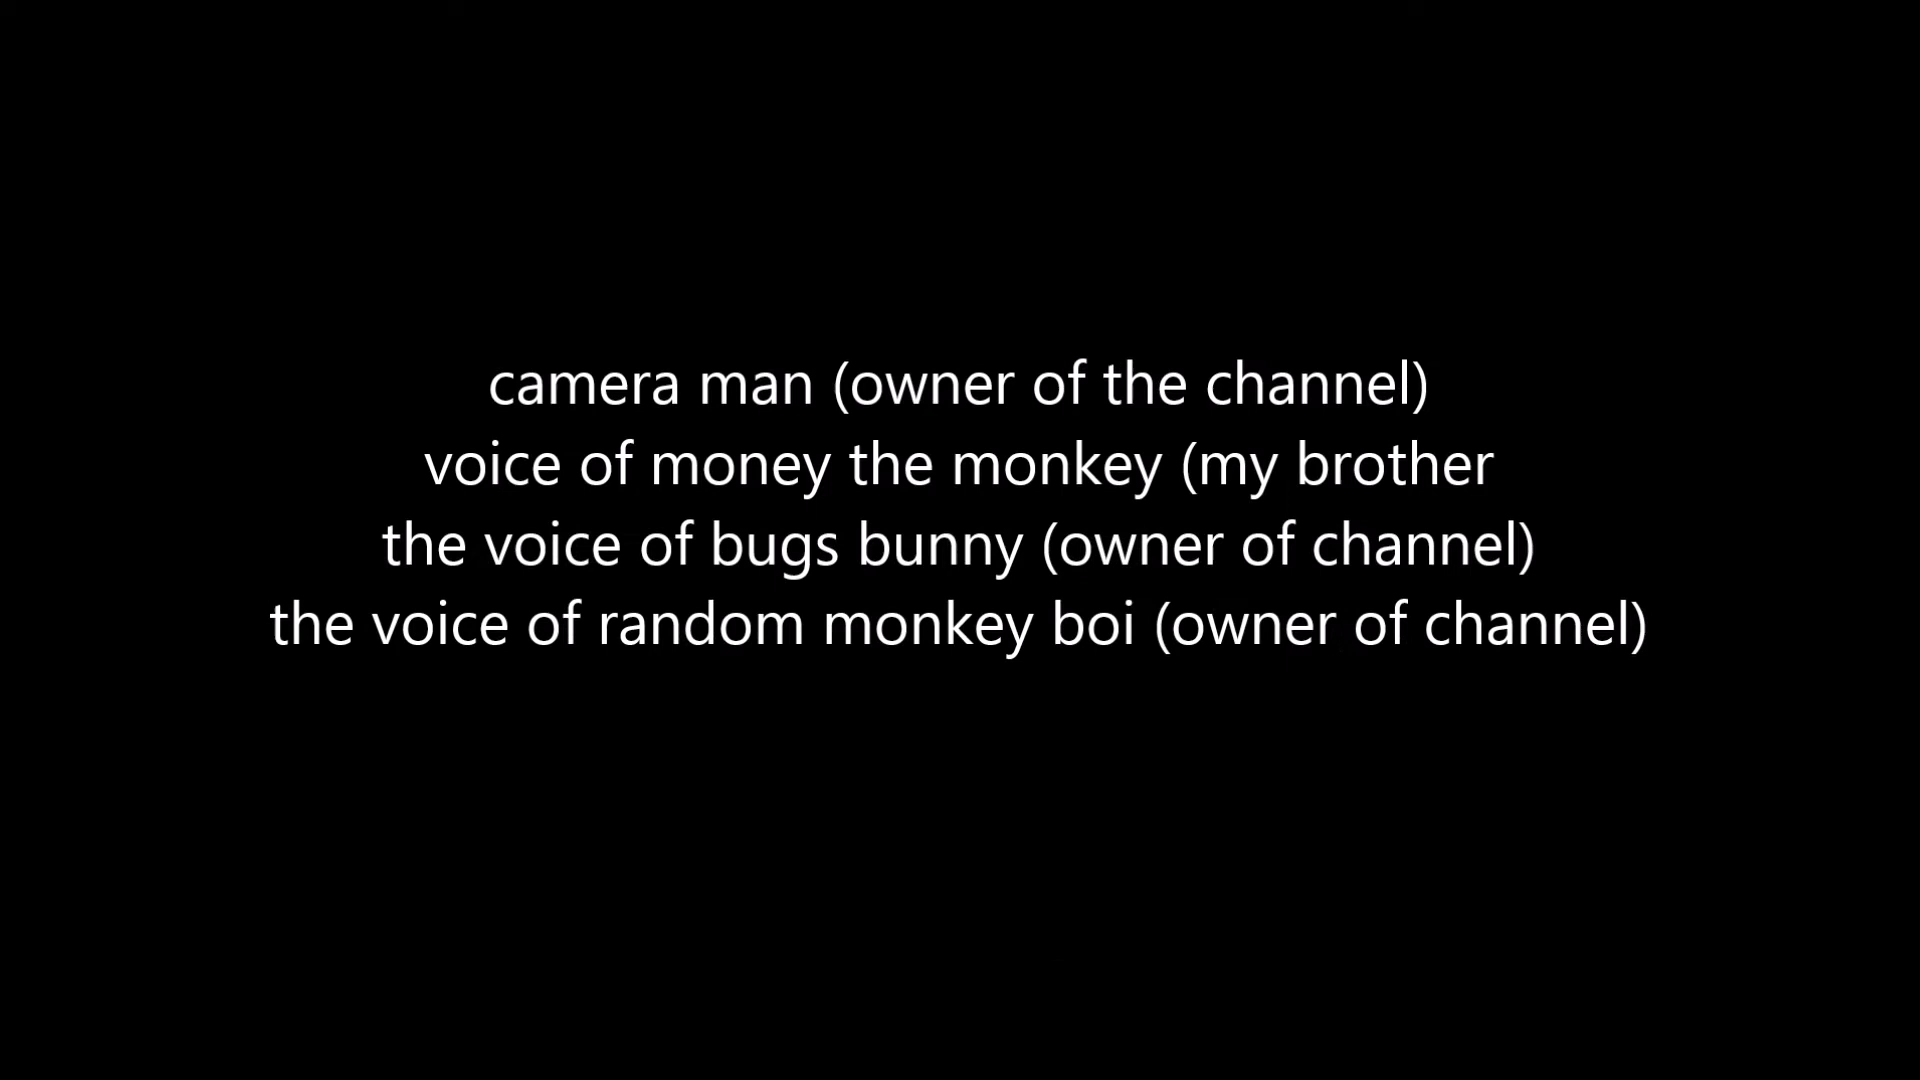 camera man (owner of the channel)
voice of money the monkey (my brother
the voice of bugs bunny (owner of channel)
the voice of random monkey boi (owner of channel)